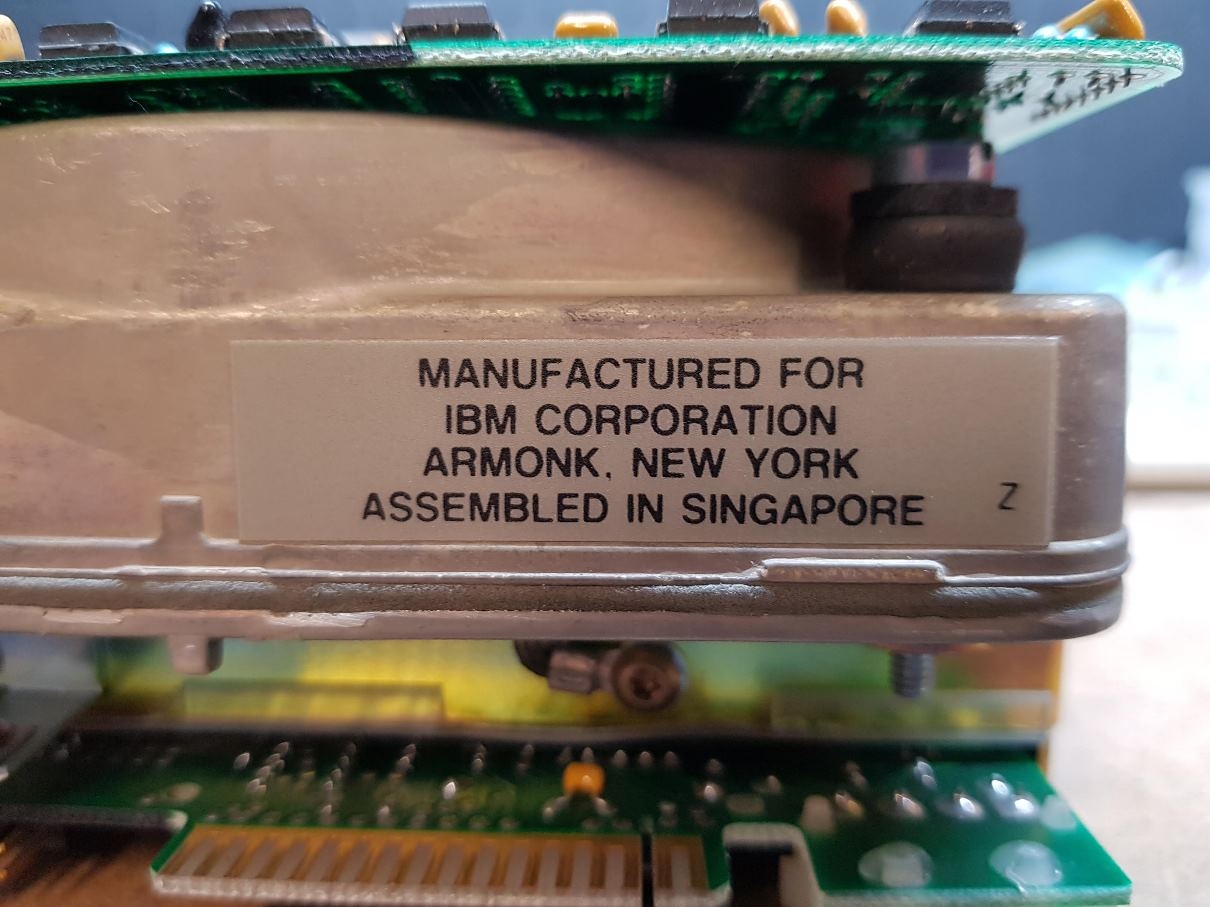 MANUFACTURED FOR
IBM CORPORATION
ARMONK, NEW YORK
ASSEMBLED IN SINGAPORE
Z